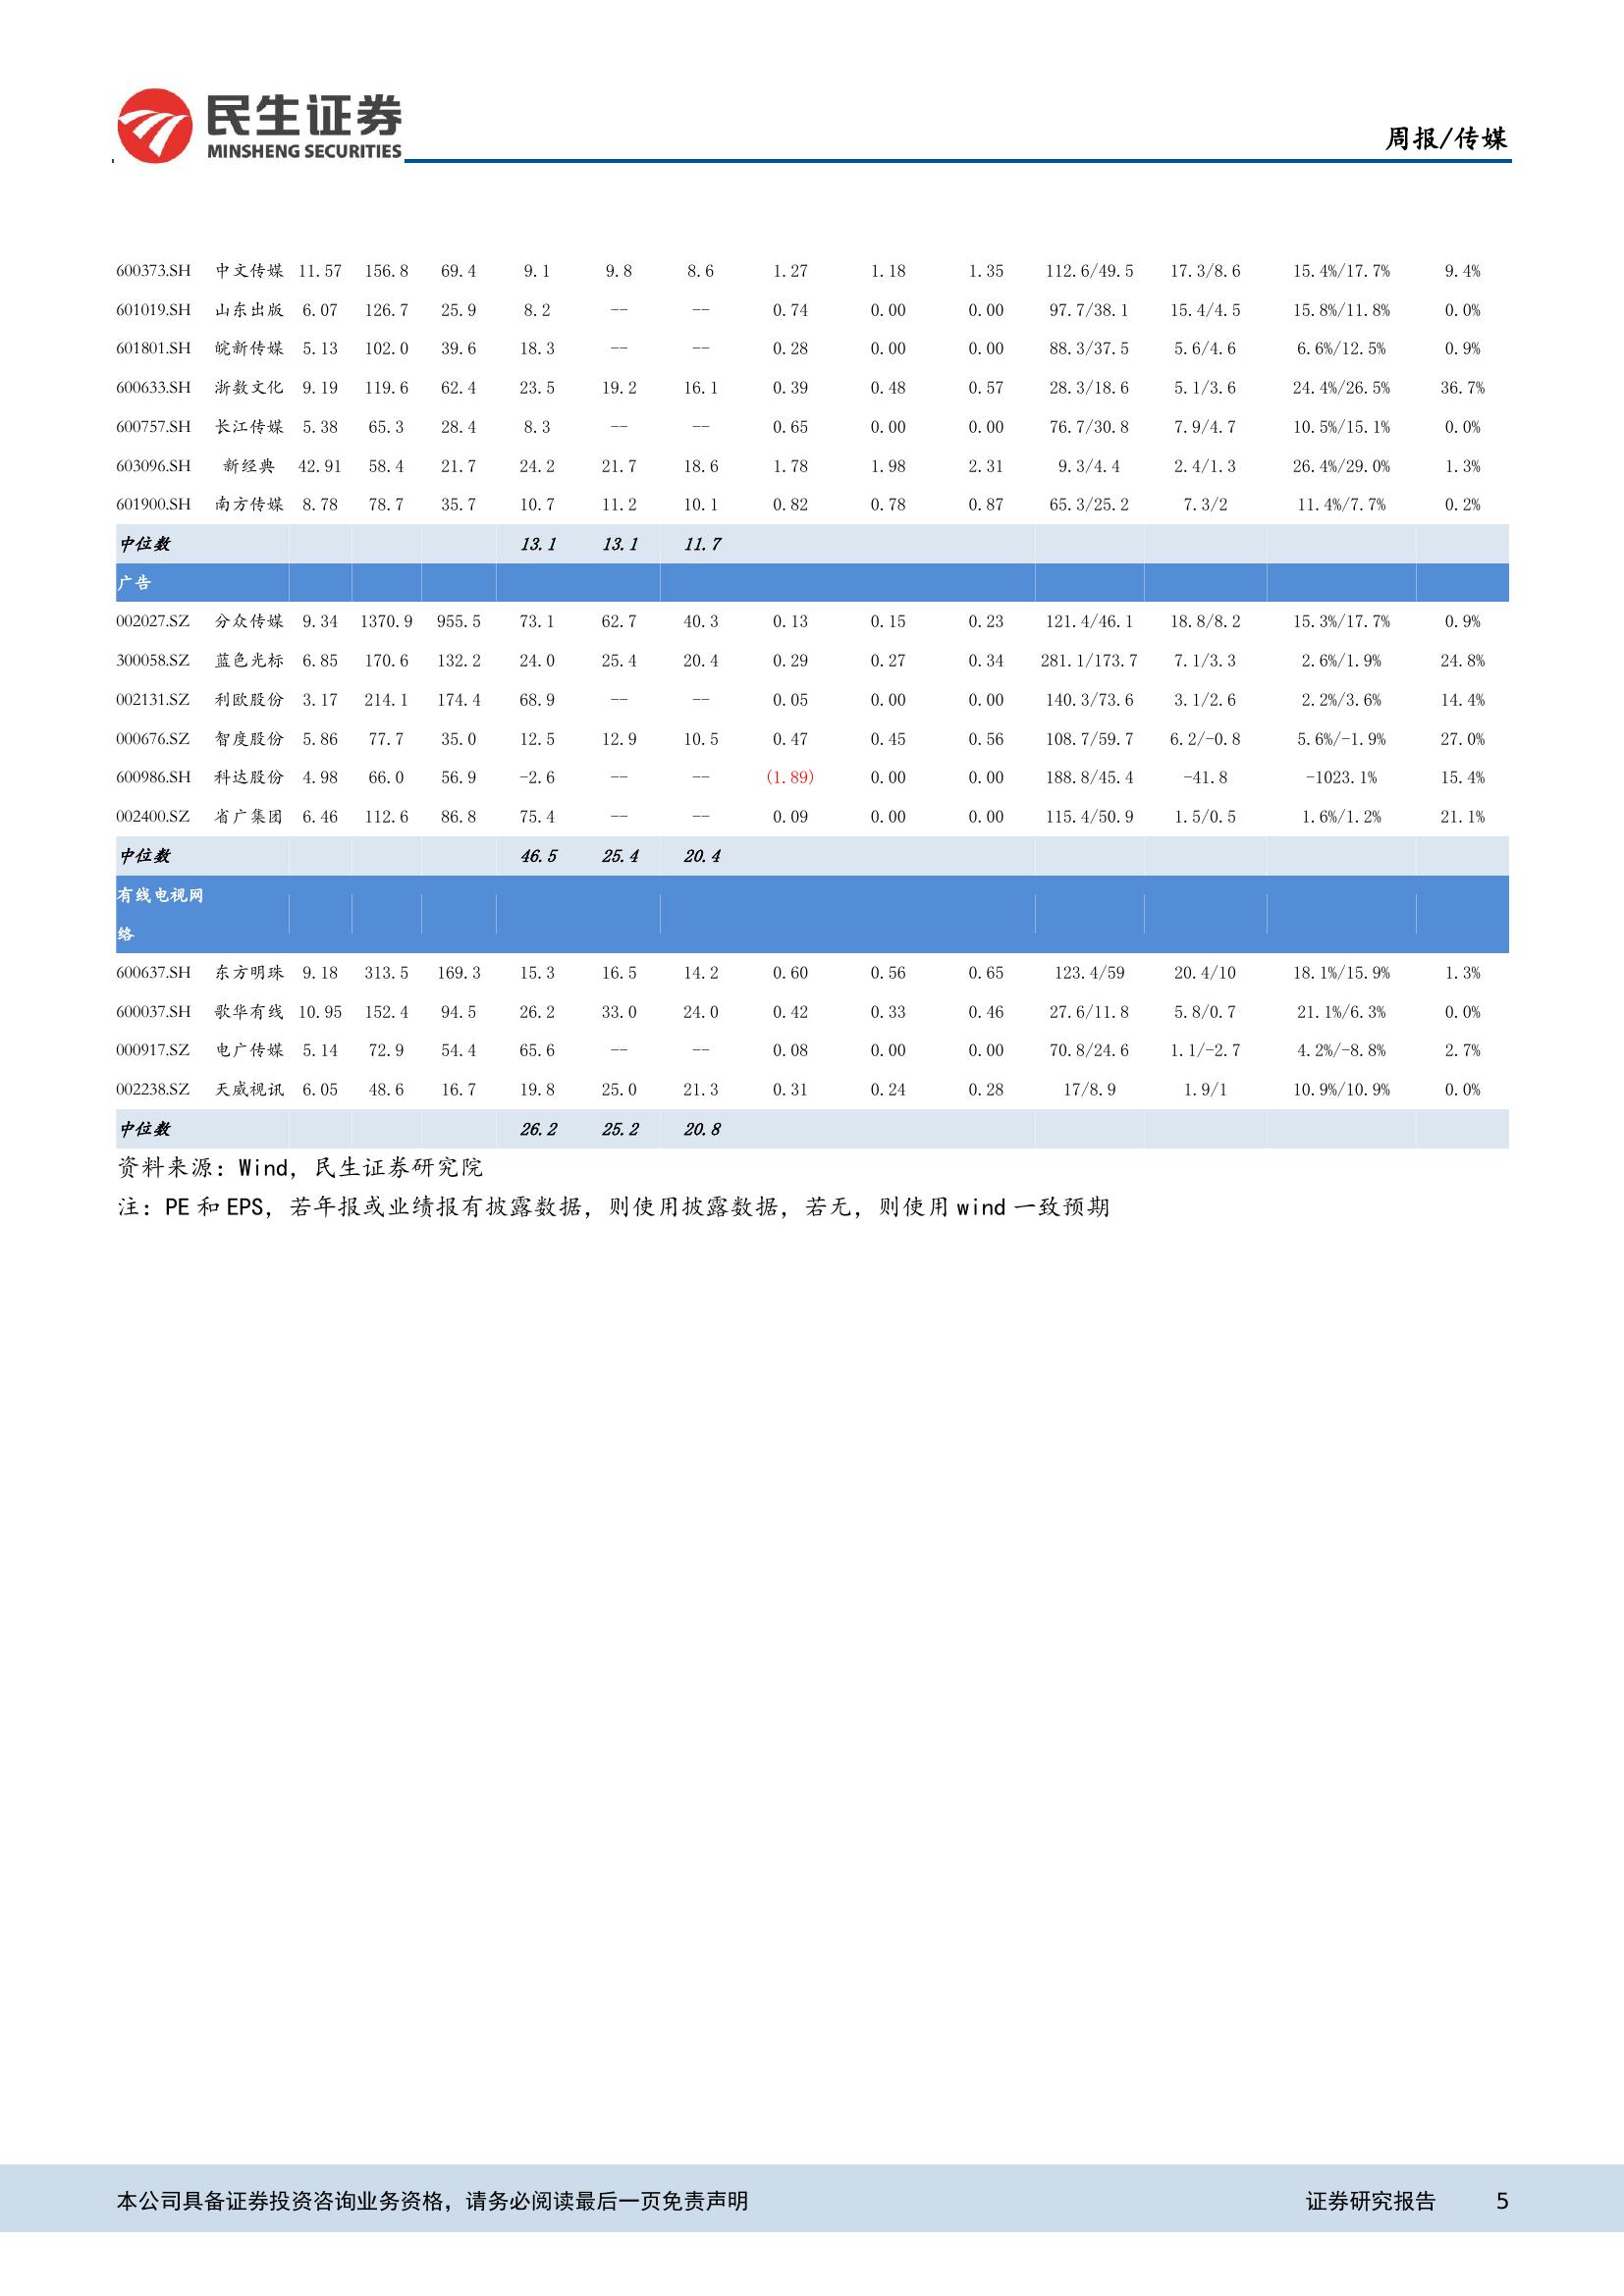 民生证券
MINSHENG SECURITIES
周报/传媒
600373.SH 中文传媒 11.57 156.8 69.4 9.1 9.8 8.6 1.27 1.18 1.35 112.6/49.5 17.3/8.6 15.4%/17.7% 9.4%
601019.SH 山东出版 6.07 126.7 25.9 8.2 -- -- 0.74 0.00 0.00 97.7/38.1 15.4/4.5 15.8%/11.8% 0.0%
601801.SH 皖新传媒 5.13 102.0 39.6 18.3 -- -- 0.28 0.00 0.00 88.3/37.5 5.6/4.6 6.6%/12.5% 0.9%
600633.SH 浙数文化 9.19 119.6 62.4 23.5 19.2 16.1 0.39 0.48 0.57 28.3/18.6 5.1/3.6 24.4%/26.5% 36.7%
600757.SH 长江传媒 5.38 65.3 28.4 8.3 -- -- 0.65 0.00 0.00 76.7/30.8 7.9/4.7 10.5%/15.1% 0.0%
603096.SH 新经典 42.91 58.4 21.7 24.2 21.7 18.6 1.78 1.98 2.31 9.3/4.4 2.4/1.3 26.4%/29.0% 1.3%
601900.SH 南方传媒 8.78 78.7 35.7 10.7 11.2 10.1 0.82 0.78 0.87 65.3/25.2 7.3/2 11.4%/7.7% 0.2%
中位数 13.1 13.1 11.7
广告
002027.SZ 分众传媒 9.34 1370.9 955.5 73.1 62.7 40.3 0.13 0.15 0.23 121.4/46.1 18.8/8.2 15.3%/17.7% 0.9%
300058.SZ 蓝色光标 6.85 170.6 132.2 24.0 25.4 20.4 0.29 0.27 0.34 281.1/173.7 7.1/3.3 2.6%/1.9% 24.8%
002131.SZ 利欧股份 3.17 214.1 174.4 68.9 -- -- 0.05 0.00 0.00 140.3/73.6 3.1/2.6 2.2%/3.6% 14.4%
000676.SZ 智度股份 5.86 77.7 35.0 12.5 12.9 10.5 0.47 0.45 0.56 108.7/59.7 6.2/-0.8 5.6%/-1.9% 27.0%
600986.SH 科达股份 4.98 66.0 56.9 -2.6 -- -- (1.89) 0.00 0.00 188.8/45.4 -41.8 -1023.1% 15.4%
002400.SZ 省广集团 6.46 112.6 86.8 75.4 -- -- 0.09 0.00 0.00 115.4/50.9 1.5/0.5 1.6%/1.2% 21.1%
中位数 46.5 25.4 20.4
有线电视网
络
600637.SH 东方明珠 9.18 313.5 169.3 15.3 16.5 14.2 0.60 0.56 0.65 123.4/59 20.4/10 18.1%/15.9% 1.3%
600037.SH 歌华有线 10.95 152.4 94.5 26.2 33.0 24.0 0.42 0.33 0.46 27.6/11.8 5.8/0.7 21.1%/6.3% 0.0%
000917.SZ 电广传媒 5.14 72.9 54.4 65.6 -- -- 0.08 0.00 0.00 70.8/24.6 1.1/-2.7 4.2%/-8.8% 2.7%
002238.SZ 天威视讯 6.05 48.6 16.7 19.8 25.0 21.3 0.31 0.24 0.28 17/8.9 1.9/1 10.9%/10.9% 0.0%
中位数 26.2 25.2 20.8
资料来源：Wind，民生证券研究院
注：PE 和 EPS，若年报或业绩报有披露数据，则使用披露数据，若无，则使用 wind 一致预期
本公司具备证券投资咨询业务资格，请务必阅读最后一页免责声明 证券研究报告 5